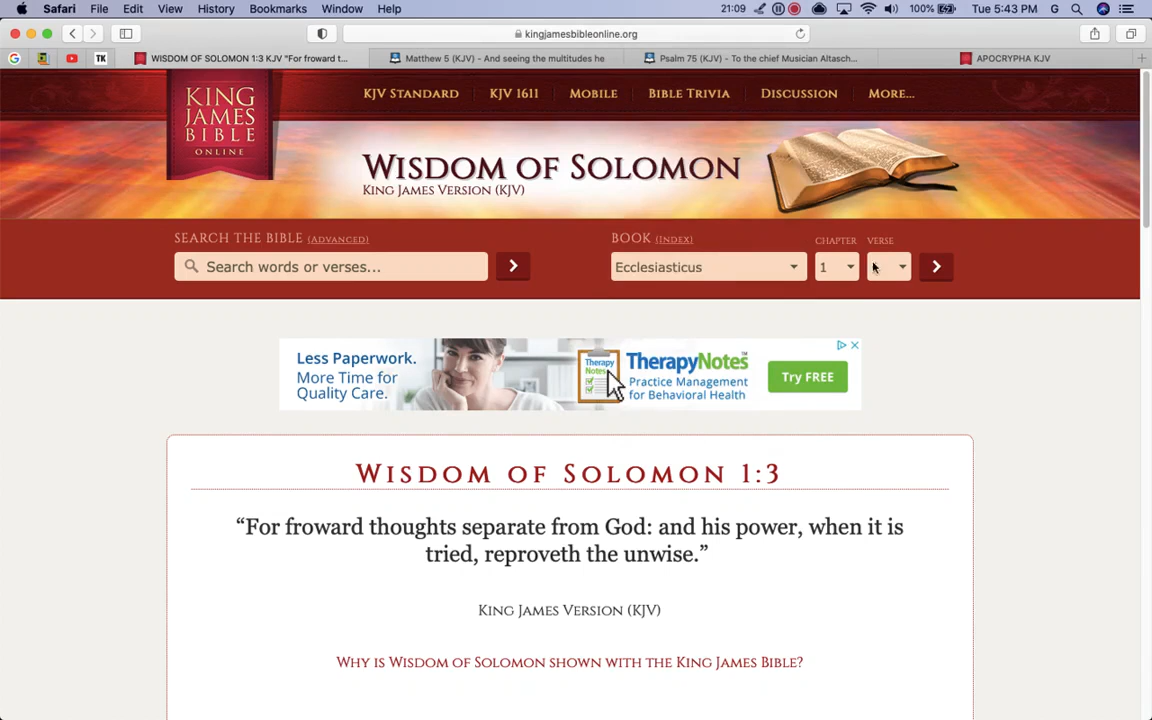 Safari File Edit View History Bookmarks Window Help 21:09 100% Tue 5:43 PM G
kingjamesbibleonline.org
G TK WISDOM OF SOLOMON 1:3 KJV "For froward t... Matthew 5 (KJV) - And seeing the multitudes he Psalm 75 (KJV) - To the chief Musician Altasch... APOCRYPHA KJV
KING
JAMES
BIBLE
ONLINE
KJV STANDARD KJV 1611 MOBILE BIBLE TRIVIA DISCUSSION MORE...
WISDOM OF SOLOMON
KING JAMES VERSION (KJV)
SEARCH THE BIBLE (ADVANCED) BOOK (INDEX) CHAPTER VERSE
Search words or verses... Ecclesiasticus 1
Less Paperwork.
More Time for
Quality Care.
Therapy
Notes
TherapyNotes™
Practice Management
for Behavioral Health
Try FREE
WISDOM OF SOLOMON 1:3
“For froward thoughts separate from God: and his power, when it is
tried, reproveth the unwise.”
KING JAMES VERSION (KJV)
WHY IS WISDOM OF SOLOMON SHOWN WITH THE KING JAMES BIBLE?